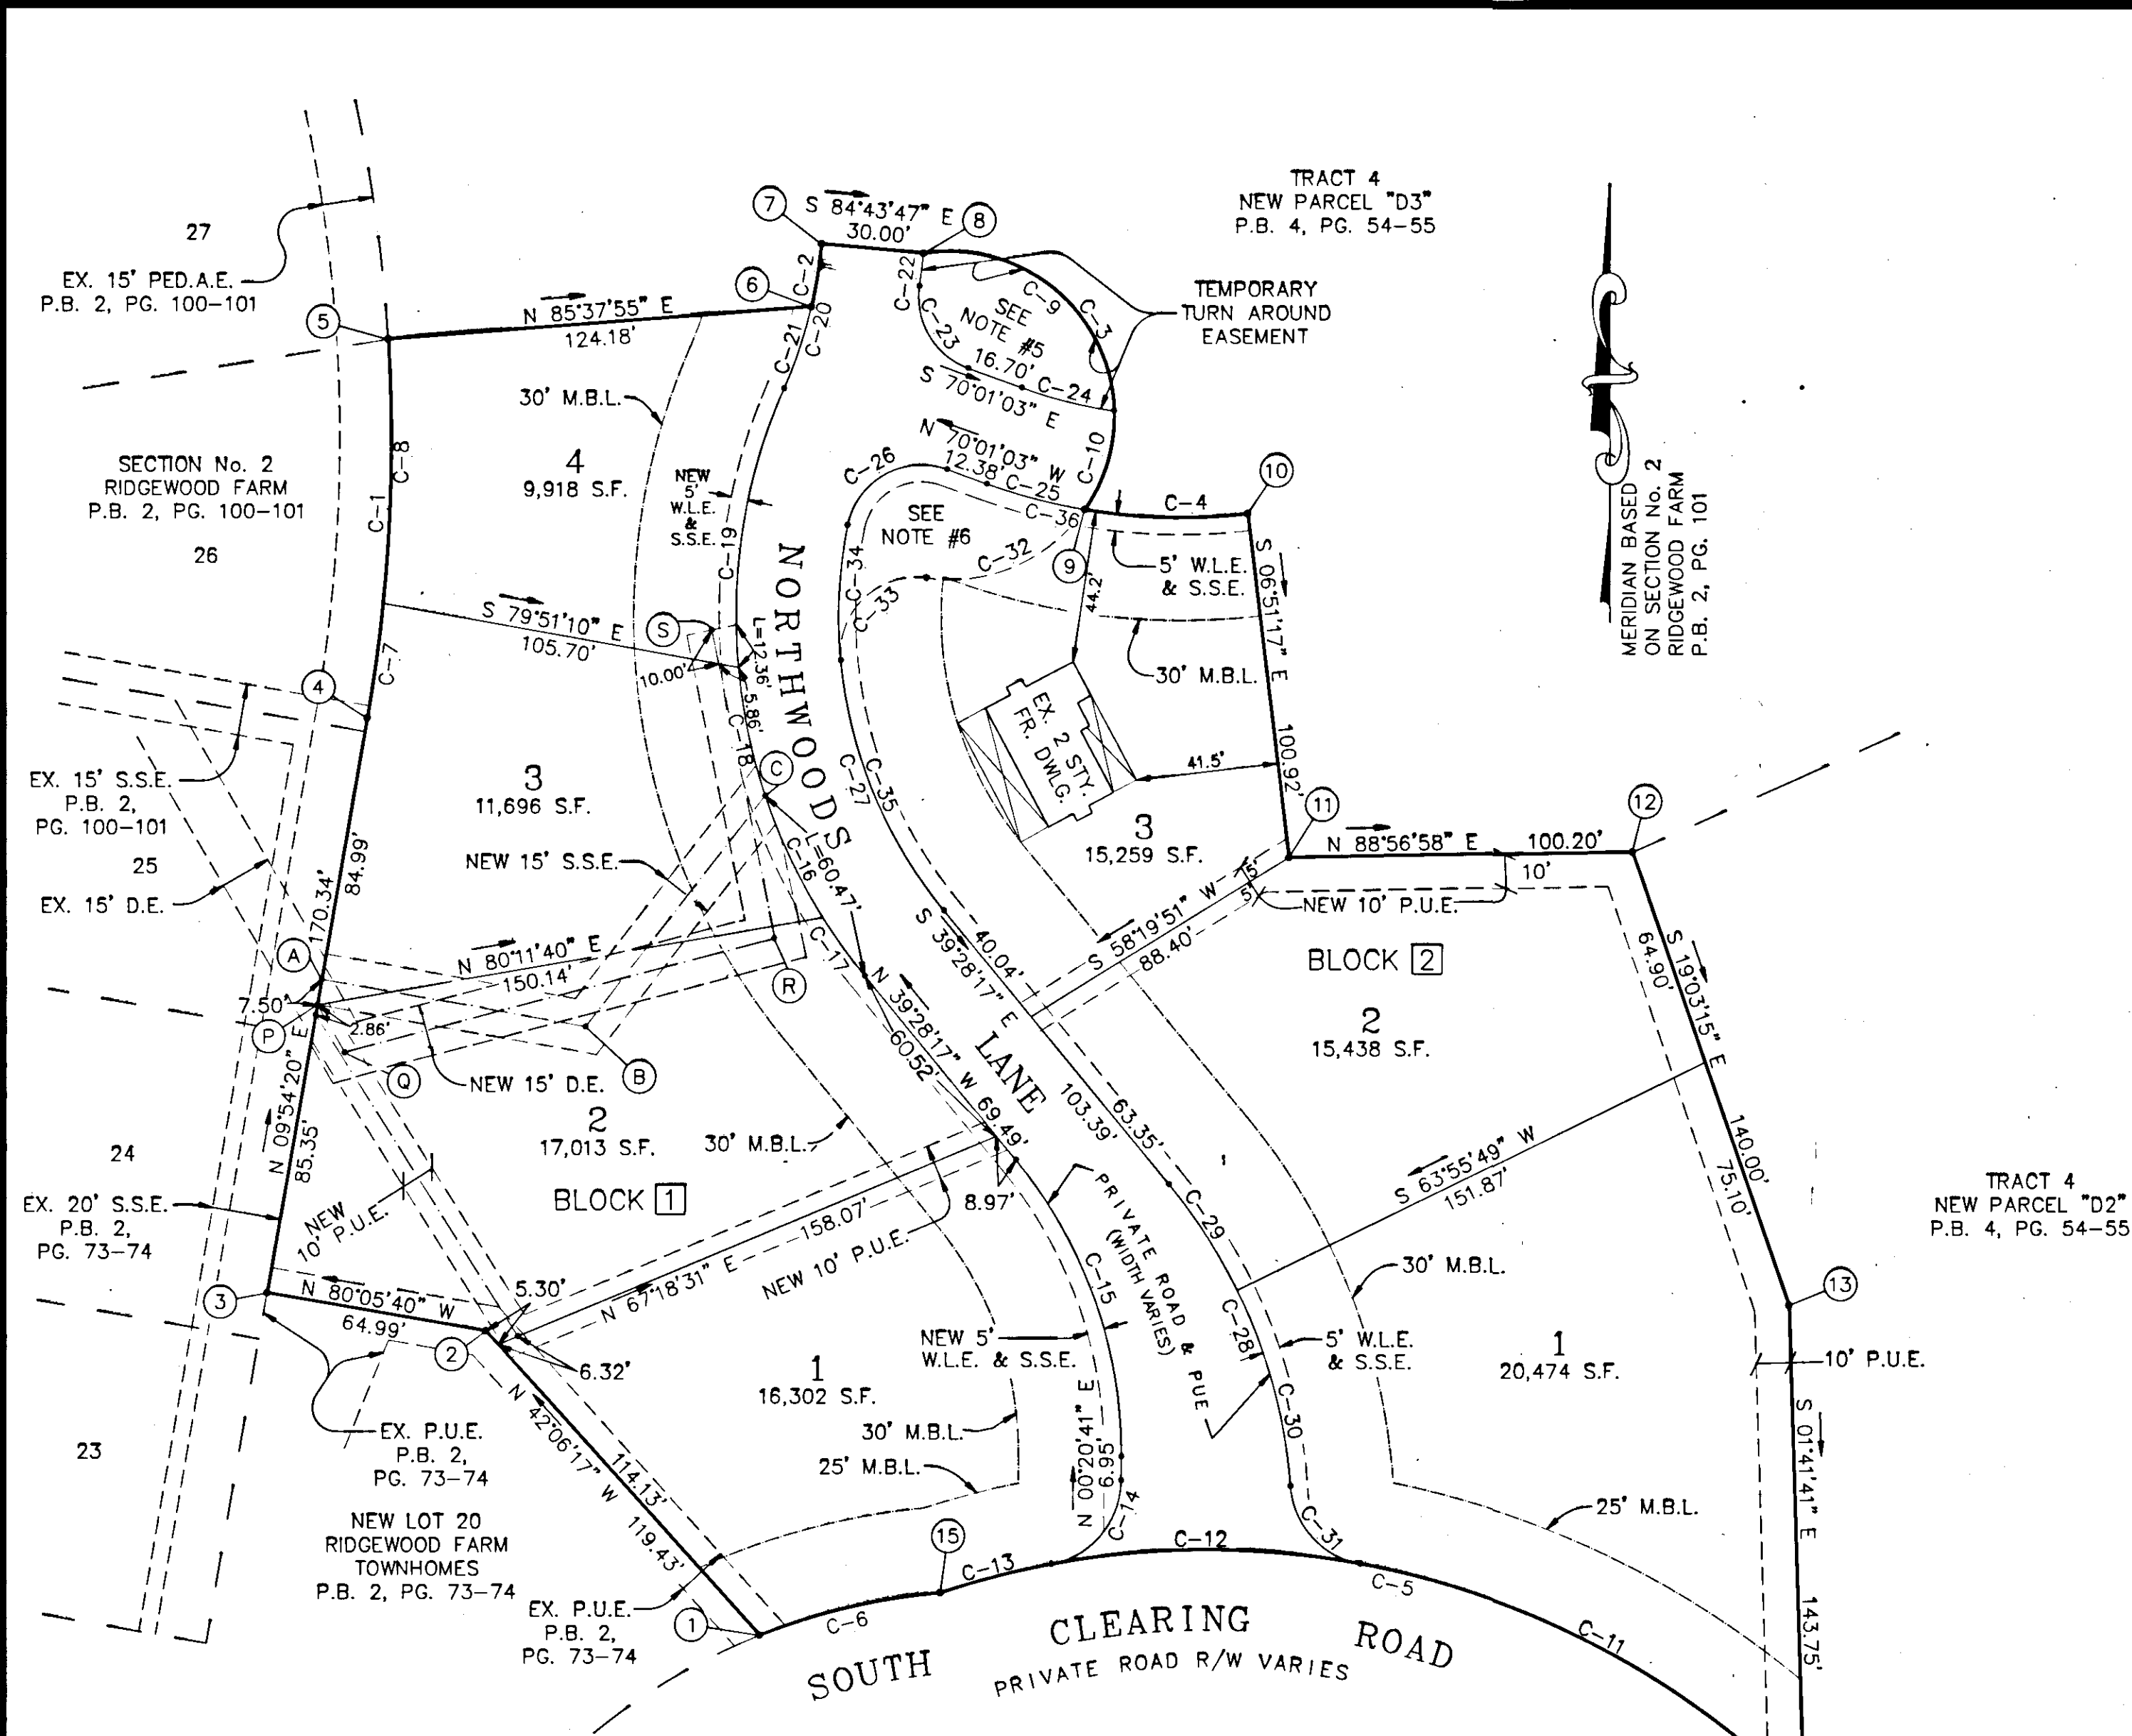 TRACT 4
NEW PARCEL "D3"
P.B. 4, PG. 54-55
7
S 84°43'47" E
30.00'
8
27
EX. 15' PED.A.E.
P.B. 2, PG. 100-101
5
6
C-2
C-22
C-9
C-3
TEMPORARY
TURN AROUND
EASEMENT
SEE
NOTE #5
N 85°37'55" E
124.18'
C-21
C-20
C-23
16.70'
S 70°01'03" E
C-24
30' M.B.L.
N 70°01'03" W
12.38'
C-25
C-10
C-26
10
C-4
C-36
SEE
NOTE #6
C-32
9
5' W.L.E.
& S.S.E.
SECTION No. 2
RIDGEWOOD FARM
P.B. 2, PG. 100-101
26
C-8
C-1
4
9,918 S.F.
NEW
5'
W.L.E.
&
S.S.E.
C-19
NORTHWOODS
LANE
C-34
C-33
44.2'
30' M.B.L.
S 06°51'17" E
100.92'
MERIDIAN BASED
ON SECTION No. 2
RIDGEWOOD FARM
P.B. 2, PG. 101
S 79°51'10" E
105.70'
S
L=12.36'
10.00'
5.86'
C-7
4
C-18
C
C-27
C-35
EX. 2 STY.
FR. DWLG.
41.5'
11
12
N 88°56'58" E
100.20'
10'
EX. 15' S.S.E.
P.B. 2,
PG. 100-101
25
EX. 15' D.E.
3
11,696 S.F.
NEW 15' S.S.E.
C-16
L=60.47'
3
15,259 S.F.
5'
5'
NEW 10' P.U.E.
S 58°19'51" W
88.40'
84.99'
170.34'
A
7.50'
P
2.86'
N 80°11'40" E
150.14'
C-17
R
Q
NEW 15' D.E.
B
S 39°28'17" E
40.04'
N 39°28'17" W
60.52'
69.49'
63.35'
103.39'
BLOCK 2
2
15,438 S.F.
64.90'
S 19°03'15" E
140.00'
75.10'
N 09°54'20" E
85.35'
24
EX. 20' S.S.E.
P.B. 2,
PG. 73-74
2
17,013 S.F.
30' M.B.L.
BLOCK 1
10' NEW
P.U.E.
8.97'
158.07'
N 67°18'31" E
NEW 10' P.U.E.
PRIVATE ROAD & PUE
(WIDTH VARIES)
C-29
S 63°55'49" W
151.87'
30' M.B.L.
TRACT 4
NEW PARCEL "D2"
P.B. 4, PG. 54-55
13
3
N 80°05'40" W
64.99'
2
5.30'
6.32'
C-15
C-28
NEW 5'
W.L.E. & S.S.E.
5' W.L.E.
& S.S.E.
1
20,474 S.F.
10' P.U.E.
1
16,302 S.F.
30' M.B.L.
25' M.B.L.
C-30
EX. P.U.E.
P.B. 2,
PG. 73-74
23
N 42°06'17" W
114.13'
119.43'
N 00°20'41" E
6.95'
C-14
C-31
25' M.B.L.
S 01°41'41" E
143.75'
NEW LOT 20
RIDGEWOOD FARM
TOWNHOMES
P.B. 2, PG. 73-74
15
C-13
C-12
C-5
C-11
EX. P.U.E.
P.B. 2,
PG. 73-74
1
C-6
SOUTH CLEARING ROAD
PRIVATE ROAD R/W VARIES